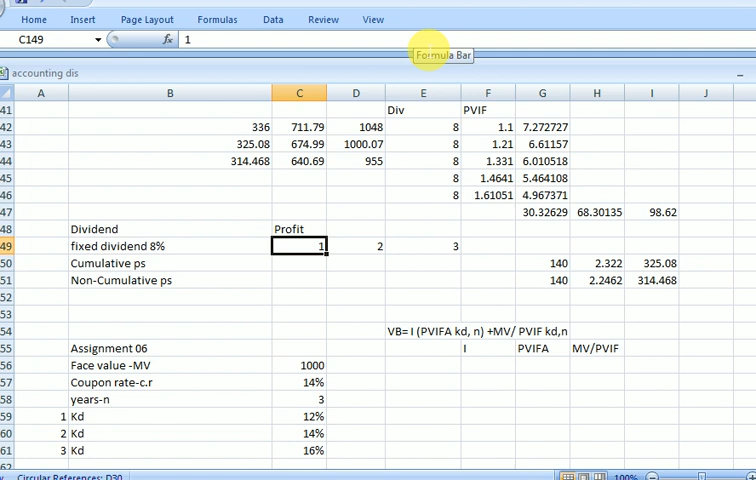 Home Insert Page Layout Formulas Data Review View
C149 fx 1
Formula Bar
accounting dis
A B C D E F G H I J
41 Div PVIF
42 336 711.79 1048 8 1.1 7.272727
43 325.08 674.99 1000.07 8 1.21 6.61157
44 314.468 640.69 955 8 1.331 6.010518
45 8 1.4641 5.464108
46 8 1.61051 4.967371
47 30.32629 68.30135 98.62
48 Dividend Profit
49 fixed dividend 8% 1 2 3
50 Cumulative ps 140 2.322 325.08
51 Non-Cumulative ps 140 2.2462 314.468
52
53
54 VB= I (PVIFA kd, n) +MV/ PVIF kd,n
55 Assignment 06 I PVIFA MV/PVIF
56 Face value -MV 1000
57 Coupon rate-c.r 14%
58 years-n 3
59 1 Kd 12%
60 2 Kd 14%
61 3 Kd 16%
62
Circular References: D30 100%